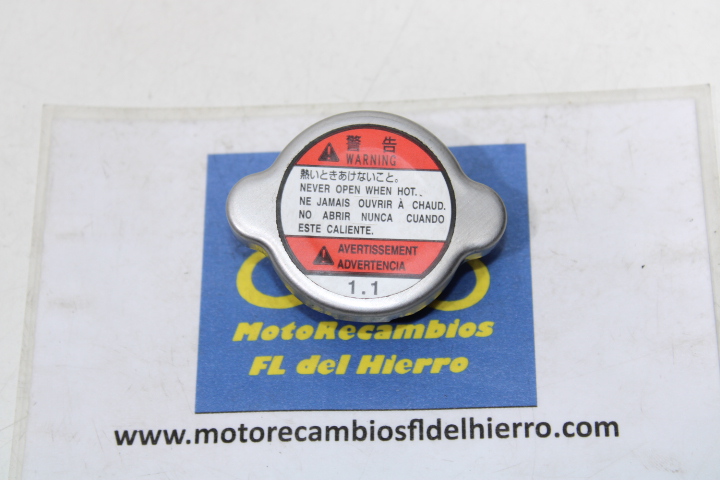 警告
WARNING
熱いときあけないこと。
NEVER OPEN WHEN HOT.
NE JAMAIS OUVRIR À CHAUD.
NO ABRIR NUNCA CUANDO
ESTE CALIENTE.
AVERTISSEMENT
ADVERTENCIA
1.1
MotoRecambios
FL del Hierro
www.motorecambiosfldelhierro.com